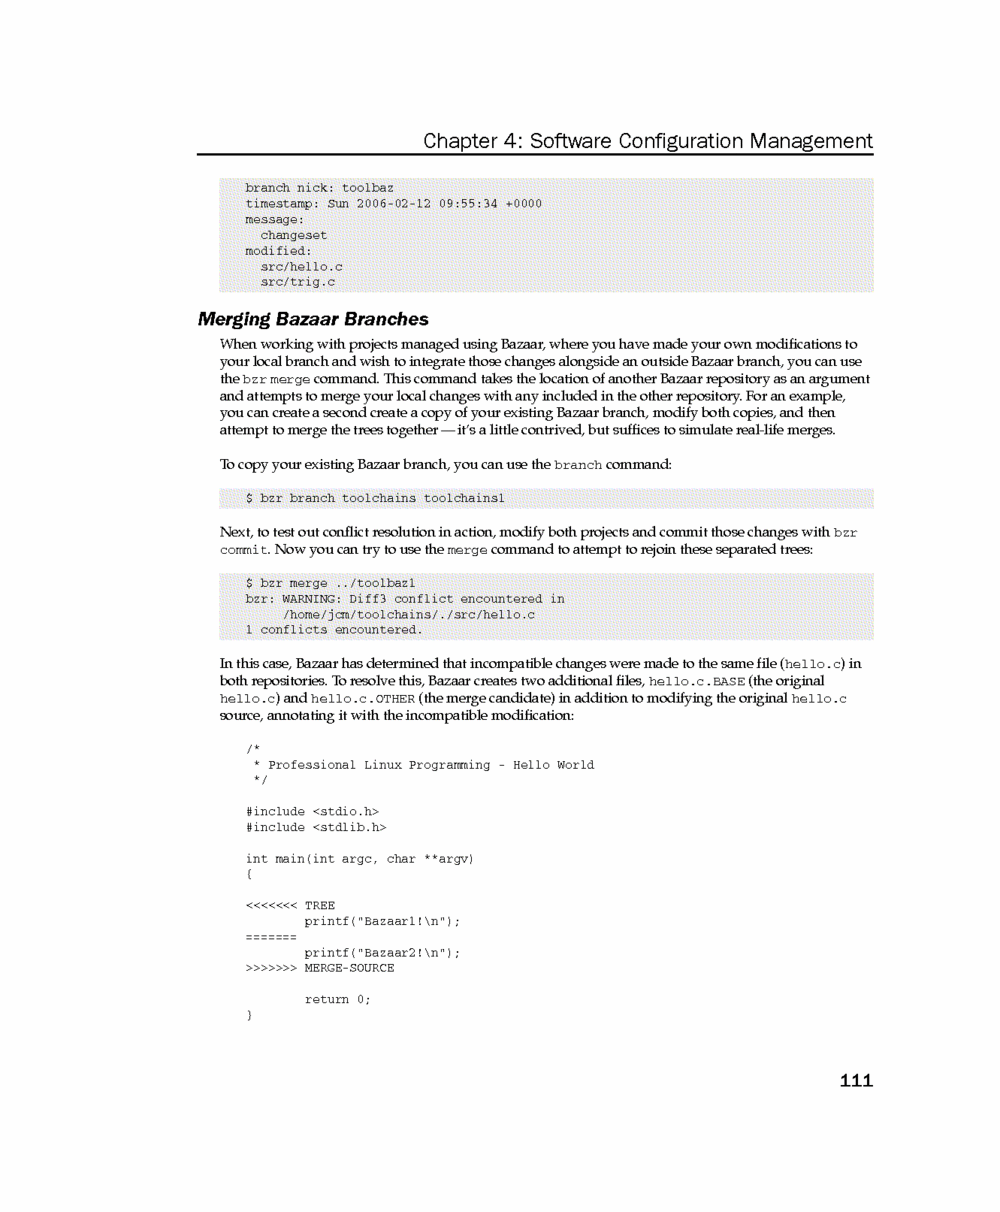 Chapter 4: Software Configuration Management
branch nick: toolbaz
timestamp: Sun 2006-02-12 09:55:34 +0000
message:
  changeset
modified:
  src/hello.c
  src/trig.c
Merging Bazaar Branches
When working with projects managed using Bazaar, where you have made your own modifications to
your local branch and wish to integrate those changes alongside an outside Bazaar branch, you can use
the bzr merge command. This command takes the location of another Bazaar repository as an argument
and attempts to merge your local changes with any included in the other repository. For an example,
you can create a second create a copy of your existing Bazaar branch, modify both copies, and then
attempt to merge the trees together — it's a little contrived, but suffices to simulate real-life merges.
To copy your existing Bazaar branch, you can use the branch command:
$ bzr branch toolchains toolchains1
Next, to test out conflict resolution in action, modify both projects and commit those changes with bzr
commit. Now you can try to use the merge command to attempt to rejoin these separated trees:
$ bzr merge ../toolbaz1
bzr: WARNING: Diff3 conflict encountered in
     /home/jcm/toolchains/./src/hello.c
1 conflicts encountered.
In this case, Bazaar has determined that incompatible changes were made to the same file (hello.c) in
both repositories. To resolve this, Bazaar creates two additional files, hello.c.BASE (the original
hello.c) and hello.c.OTHER (the merge candidate) in addition to modifying the original hello.c
source, annotating it with the incompatible modification:
/*
 * Professional Linux Programming - Hello World
 */
#include <stdio.h>
#include <stdlib.h>
int main(int argc, char **argv)
{
<<<<<<< TREE
        printf("Bazaar1!\n");
=======
        printf("Bazaar2!\n");
>>>>>>> MERGE-SOURCE
        return 0;
}
111